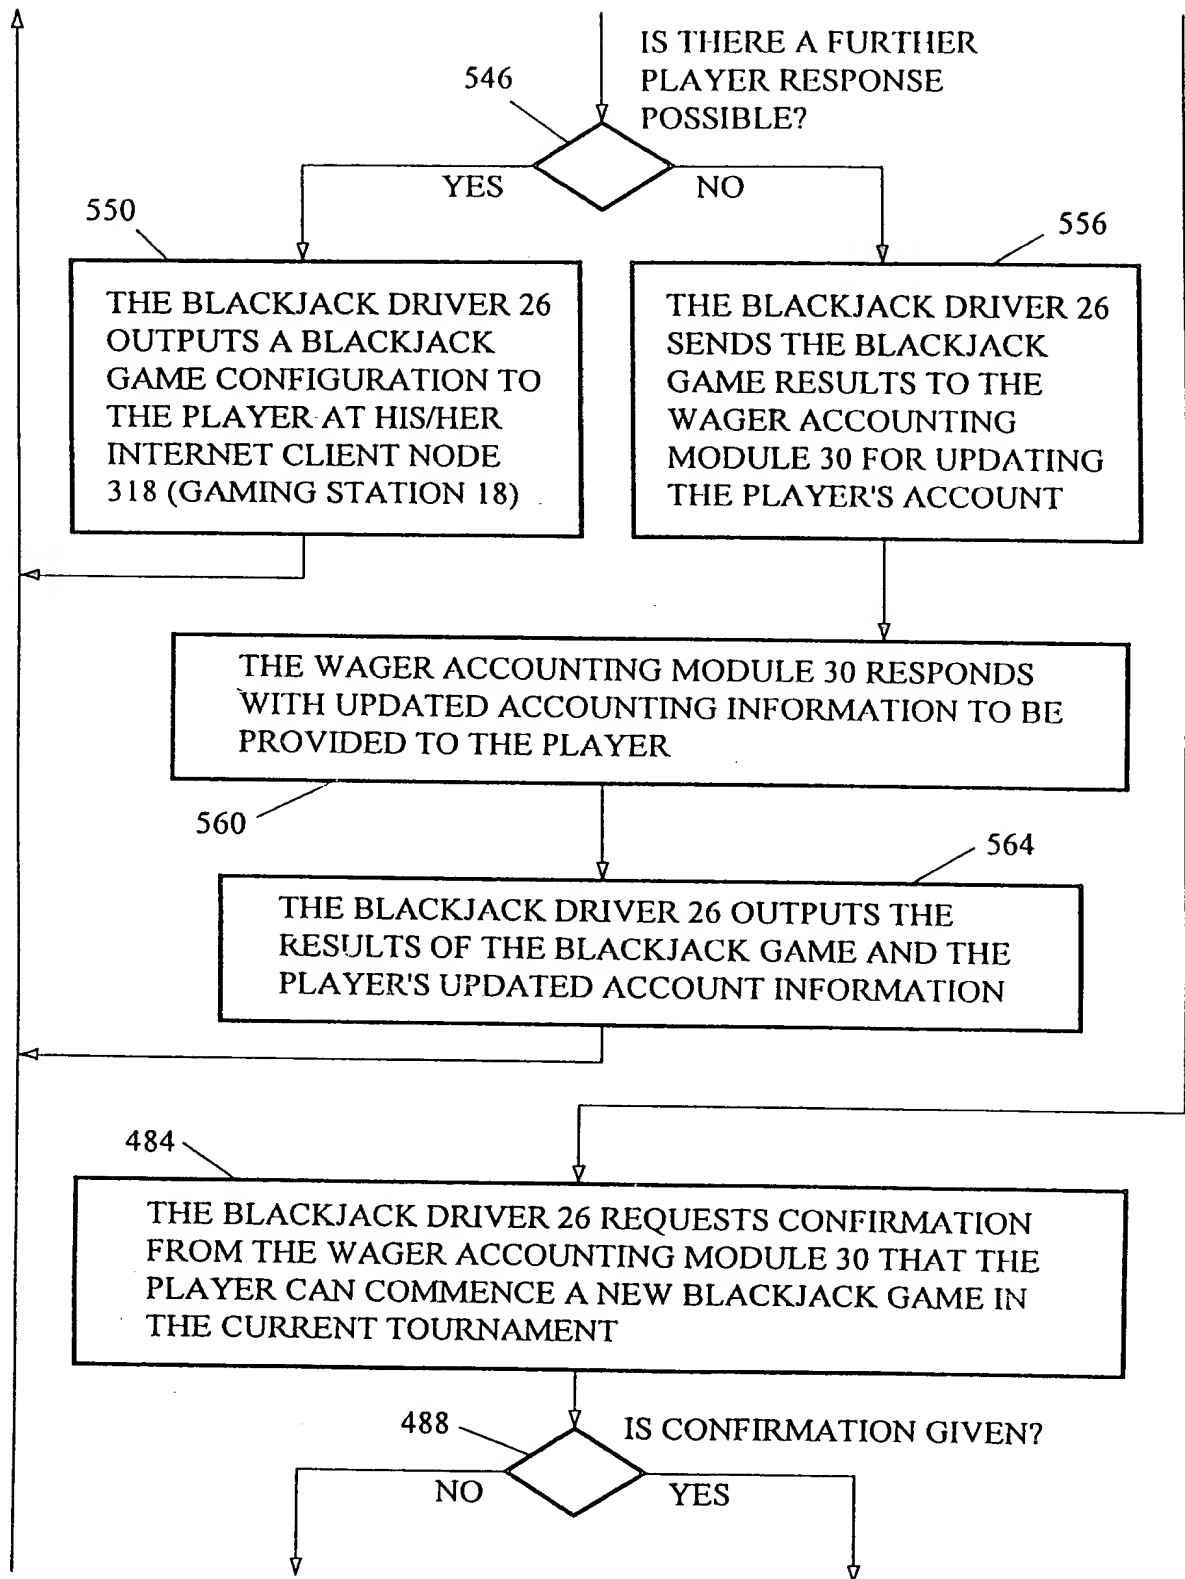 IS THERE A FURTHER
PLAYER RESPONSE
POSSIBLE?
546
YES
NO
550
556
THE BLACKJACK DRIVER 26
OUTPUTS A BLACKJACK
GAME CONFIGURATION TO
THE PLAYER AT HIS/HER
INTERNET CLIENT NODE
318 (GAMING STATION 18)
THE BLACKJACK DRIVER 26
SENDS THE BLACKJACK
GAME RESULTS TO THE
WAGER ACCOUNTING
MODULE 30 FOR UPDATING
THE PLAYER'S ACCOUNT
THE WAGER ACCOUNTING MODULE 30 RESPONDS
WITH UPDATED ACCOUNTING INFORMATION TO BE
PROVIDED TO THE PLAYER
560
564
THE BLACKJACK DRIVER 26 OUTPUTS THE
RESULTS OF THE BLACKJACK GAME AND THE
PLAYER'S UPDATED ACCOUNT INFORMATION
484
THE BLACKJACK DRIVER 26 REQUESTS CONFIRMATION
FROM THE WAGER ACCOUNTING MODULE 30 THAT THE
PLAYER CAN COMMENCE A NEW BLACKJACK GAME IN
THE CURRENT TOURNAMENT
488
IS CONFIRMATION GIVEN?
NO
YES